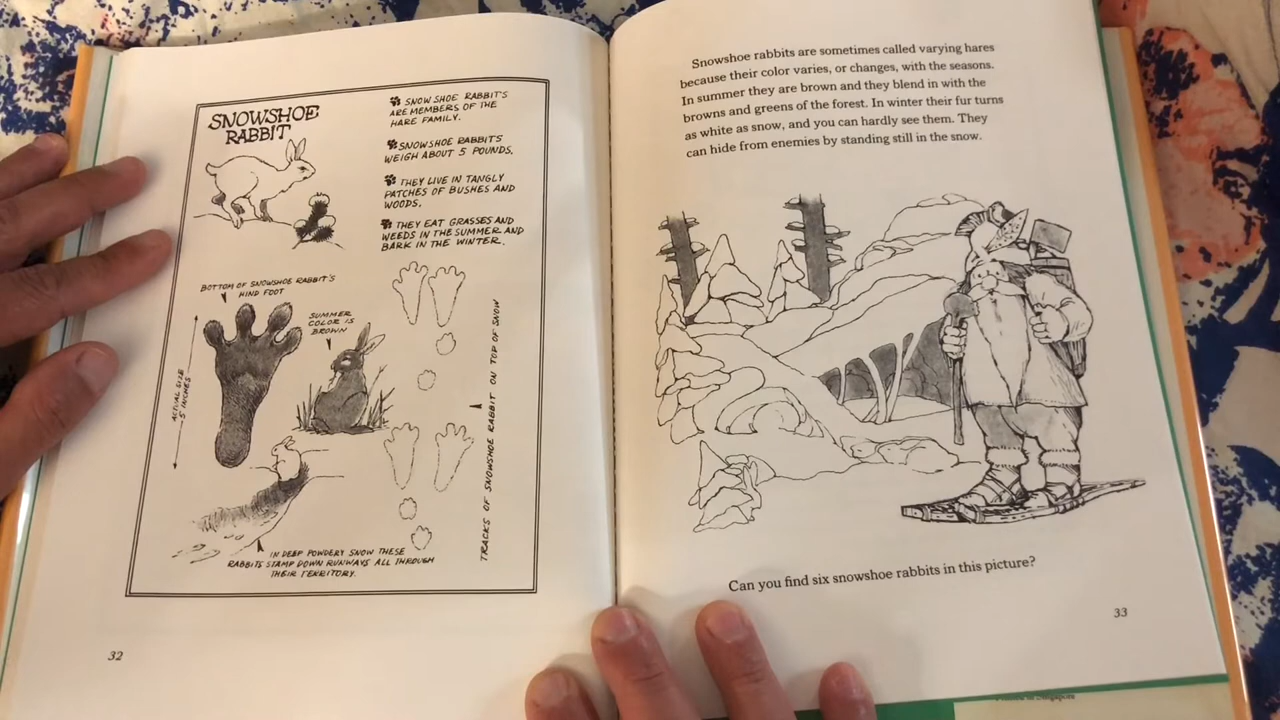 SNOWSHOE
RABBIT
SNOWSHOE RABBIT'S
ARE MEMBERS OF THE
HARE FAMILY.
SNOWSHOE RABBITS
WEIGH ABOUT 5 POUNDS.
THEY LIVE IN TANGLY
PATCHES OF BUSHES AND
WOODS.
THEY EAT GRASSES AND
WEEDS IN THE SUMMER AND
BARK IN THE WINTER.
BOTTOM OF SNOWSHOE RABBIT'S
HIND FOOT
SUMMER
COLOR IS
BROWN
ACTUAL SIZE
5 INCHES
TRACKS OF SNOWSHOE RABBIT ON TOP OF SNOW
IN DEEP POWDERY SNOW THESE
RABBITS STAMP DOWN RUNWAYS ALL THROUGH
THEIR TERRITORY.
32
Snowshoe rabbits are sometimes called varying hares
because their color varies, or changes, with the seasons.
In summer they are brown and they blend in with the
browns and greens of the forest. In winter their fur turns
as white as snow, and you can hardly see them. They
can hide from enemies by standing still in the snow.
Can you find six snowshoe rabbits in this picture?
33